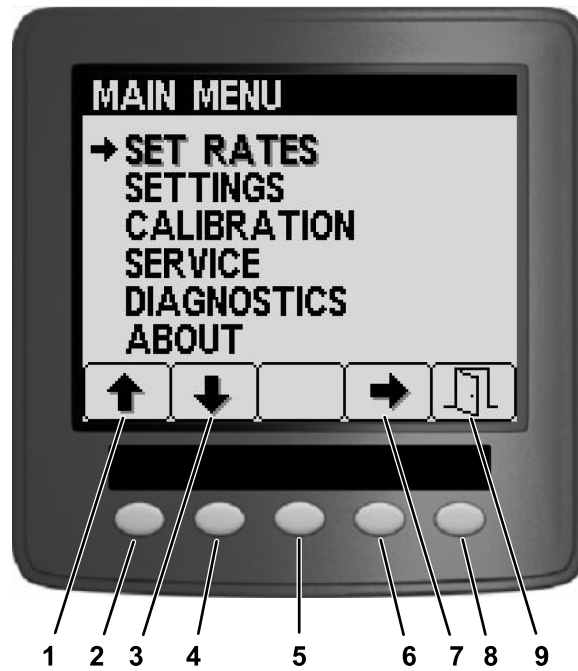 MAIN MENU
SET RATES
SETTINGS
CALIBRATION
SERVICE
DIAGNOSTICS
ABOUT
1 2 3 4 5 6 7 8 9